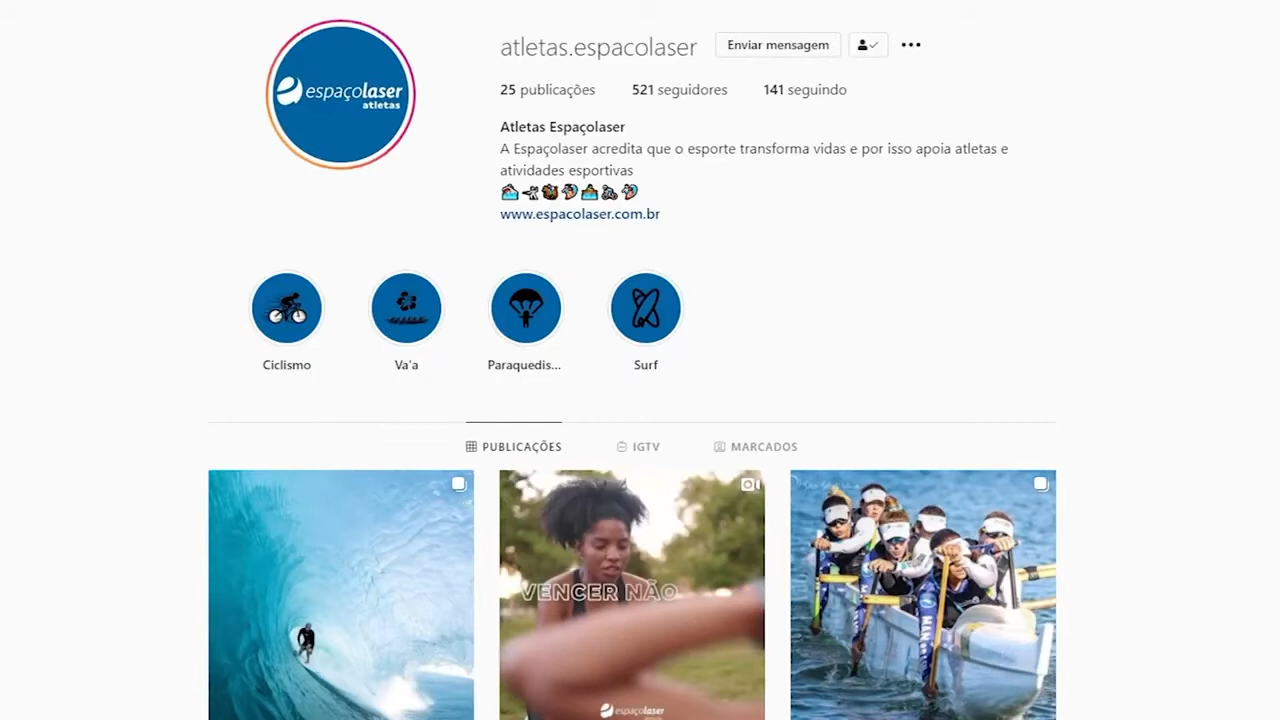 espaçolaser
atletas
atletas.espacolaser
Enviar mensagem
25 publicações 521 seguidores 141 seguindo
Atletas Espaçolaser
A Espaçolaser acredita que o esporte transforma vidas e por isso apoia atletas e
atividades esportivas
www.espacolaser.com.br
Ciclismo Va'a Paraquedis... Surf
PUBLICAÇÕES IGTV MARCADOS
VENCER NÃO
espaçolaser